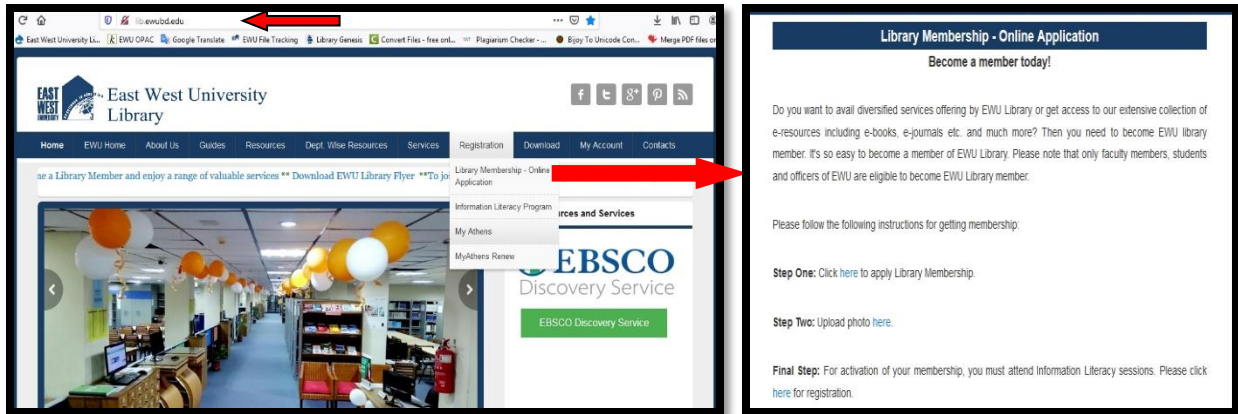 lib.ewubd.edu
East West University Li... EWU OPAC Google Translate EWU File Tracking Library Genesis Convert Files - free onl... Plagiarism Checker - ... Bijoy To Unicode Con... Merge PDF files or
EAST WEST UNIVERSITY
East West University
Library
Home EWU Home About Us Guides Resources Dept. Wise Resources Services Registration Download My Account Contacts
ne a Library Member and enjoy a range of valuable services ** Download EWU Library Flyer **To jo
Library Membership - Online
Application
Information Literacy Program
My Athens
MyAthens Renew
rces and Services
EBSCO
Discovery Service
EBSCO Discovery Service
Library Membership - Online Application
Become a member today!
Do you want to avail diversified services offering by EWU Library or get access to our extensive collection of
e-resources including e-books, e-journals etc. and much more? Then you need to become EWU library
member. It's so easy to become a member of EWU Library. Please note that only faculty members, students
and officers of EWU are eligible to become EWU Library member.
Please follow the following instructions for getting membership:
Step One: Click here to apply Library Membership.
Step Two: Upload photo here.
Final Step: For activation of your membership, you must attend Information Literacy sessions. Please click
here for registration.